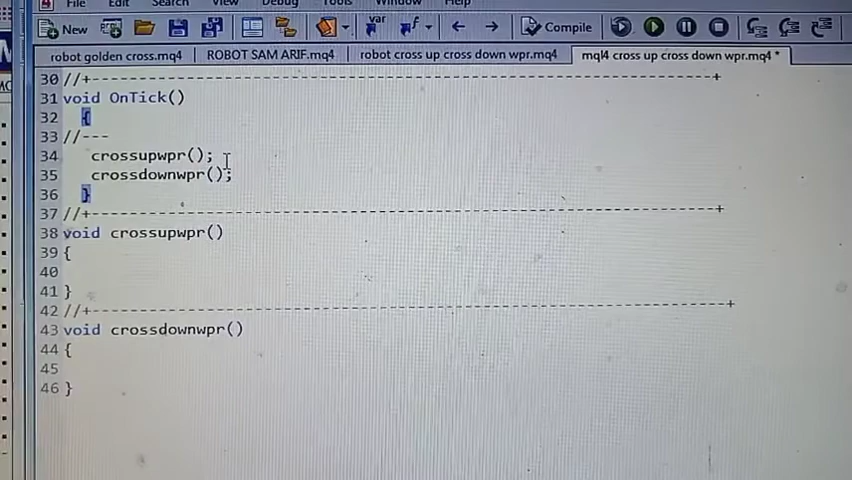 File Edit Search View Debug Tools Window Help
New var f Compile
robot golden cross.mq4 ROBOT SAM ARIF.mq4 robot cross up cross down wpr.mq4 mql4 cross up cross down wpr.mq4 *
30 //+------------------------------------------------------------------+
31 void OnTick()
32 {
33 //---
34 crossupwpr();
35 crossdownwpr();
36 }
37 //+------------------------------------------------------------------+
38 void crossupwpr()
39 {
40
41 }
42 //+------------------------------------------------------------------+
43 void crossdownwpr()
44 {
45
46 }